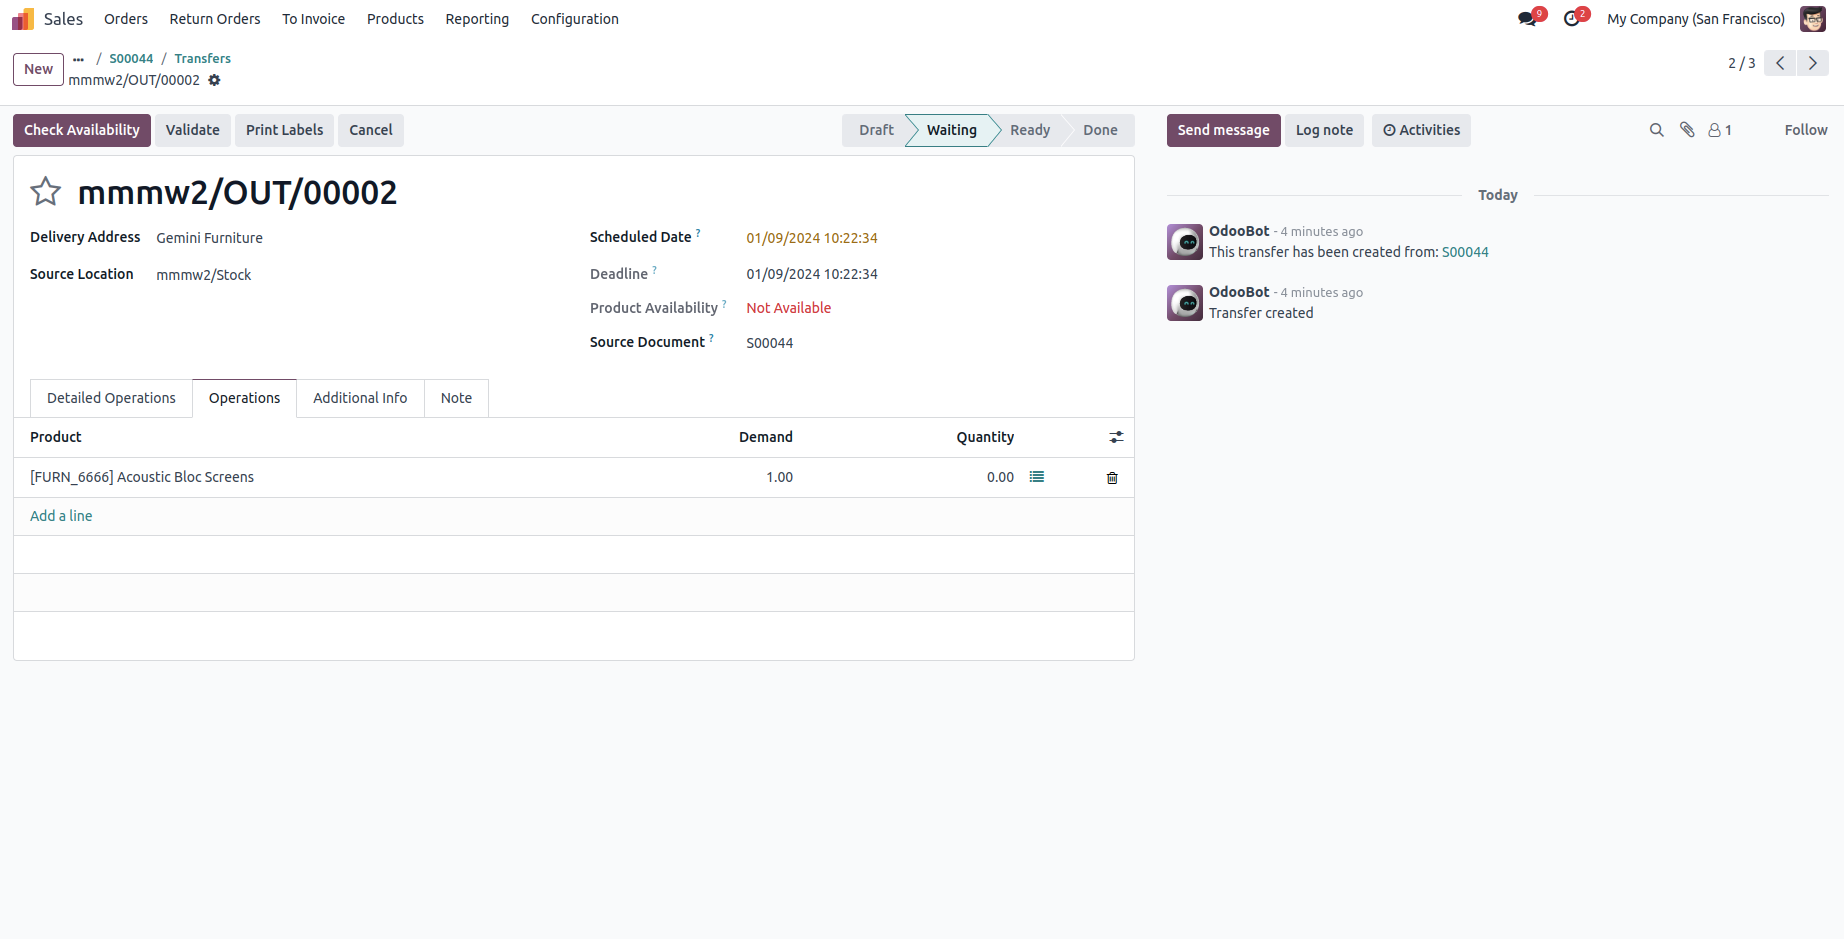 Sales Orders Return Orders To Invoice Products Reporting Configuration 9 2 My Company (San Francisco)
New ... / S00044 / Transfers
mmmw2/OUT/00002
2 / 3
Check Availability Validate Print Labels Cancel Draft Waiting Ready Done Send message Log note Activities 1 Follow
mmmw2/OUT/00002
Delivery Address Gemini Furniture
Source Location mmmw2/Stock
Scheduled Date ? 01/09/2024 10:22:34
Deadline ? 01/09/2024 10:22:34
Product Availability ? Not Available
Source Document ? S00044
Detailed Operations Operations Additional Info Note
Product Demand Quantity
[FURN_6666] Acoustic Bloc Screens 1.00 0.00
Add a line
Today
OdooBot - 4 minutes ago
This transfer has been created from: S00044
OdooBot - 4 minutes ago
Transfer created